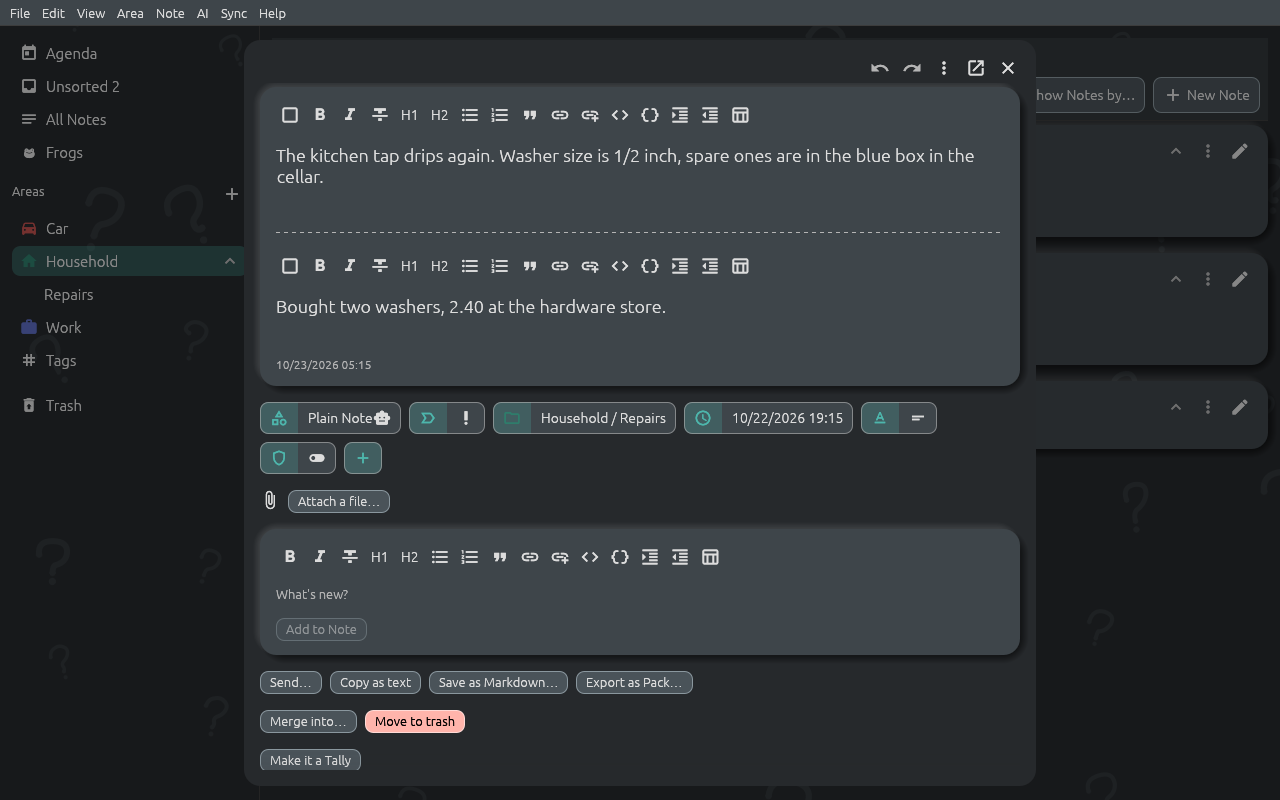 File Edit View Area Note AI Sync Help
Agenda
Unsorted 2
All Notes
Frogs
Areas
Car
Household
Repairs
Work
Tags
Trash
how Notes by...
New Note
H1 H2
The kitchen tap drips again. Washer size is 1/2 inch, spare ones are in the blue box in the
cellar.
H1 H2
Bought two washers, 2.40 at the hardware store.
10/23/2026 05:15
Plain Note
Household / Repairs
10/22/2026 19:15
Attach a file...
H1 H2
What's new?
Add to Note
Send... Copy as text Save as Markdown... Export as Pack...
Merge into... Move to trash
Make it a Tally